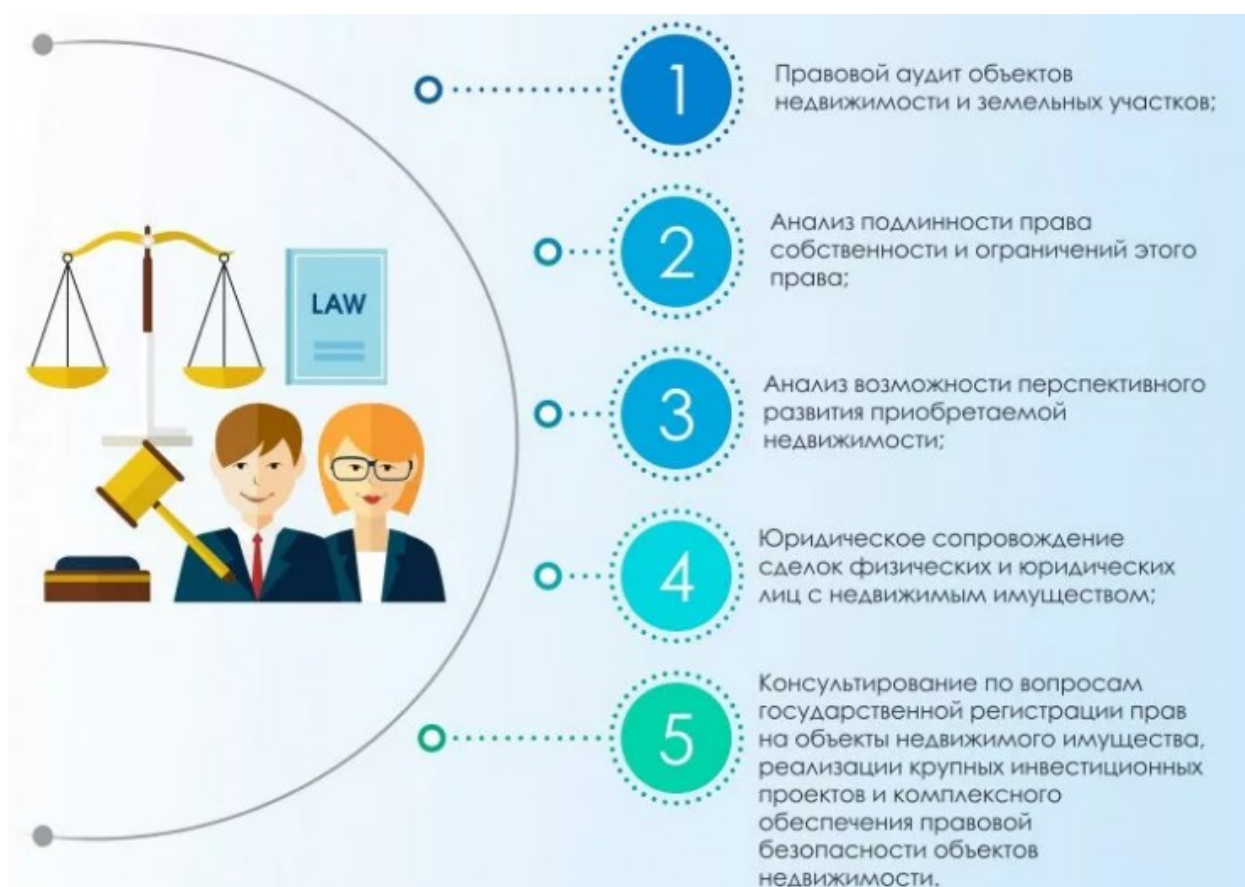 LAW
1
Правовой аудит объектов
недвижимости и земельных участков;
2
Анализ подлинности права
собственности и ограничений этого
права;
3
Анализ возможности перспективного
развития приобретаемой
недвижимости;
4
Юридическое сопровождение
сделок физических и юридических
лиц с недвижимым имуществом;
5
Консультирование по вопросам
государственной регистрации прав
на объекты недвижимого имущества,
реализации крупных инвестиционных
проектов и комплексного
обеспечения правовой
безопасности объектов
недвижимости.